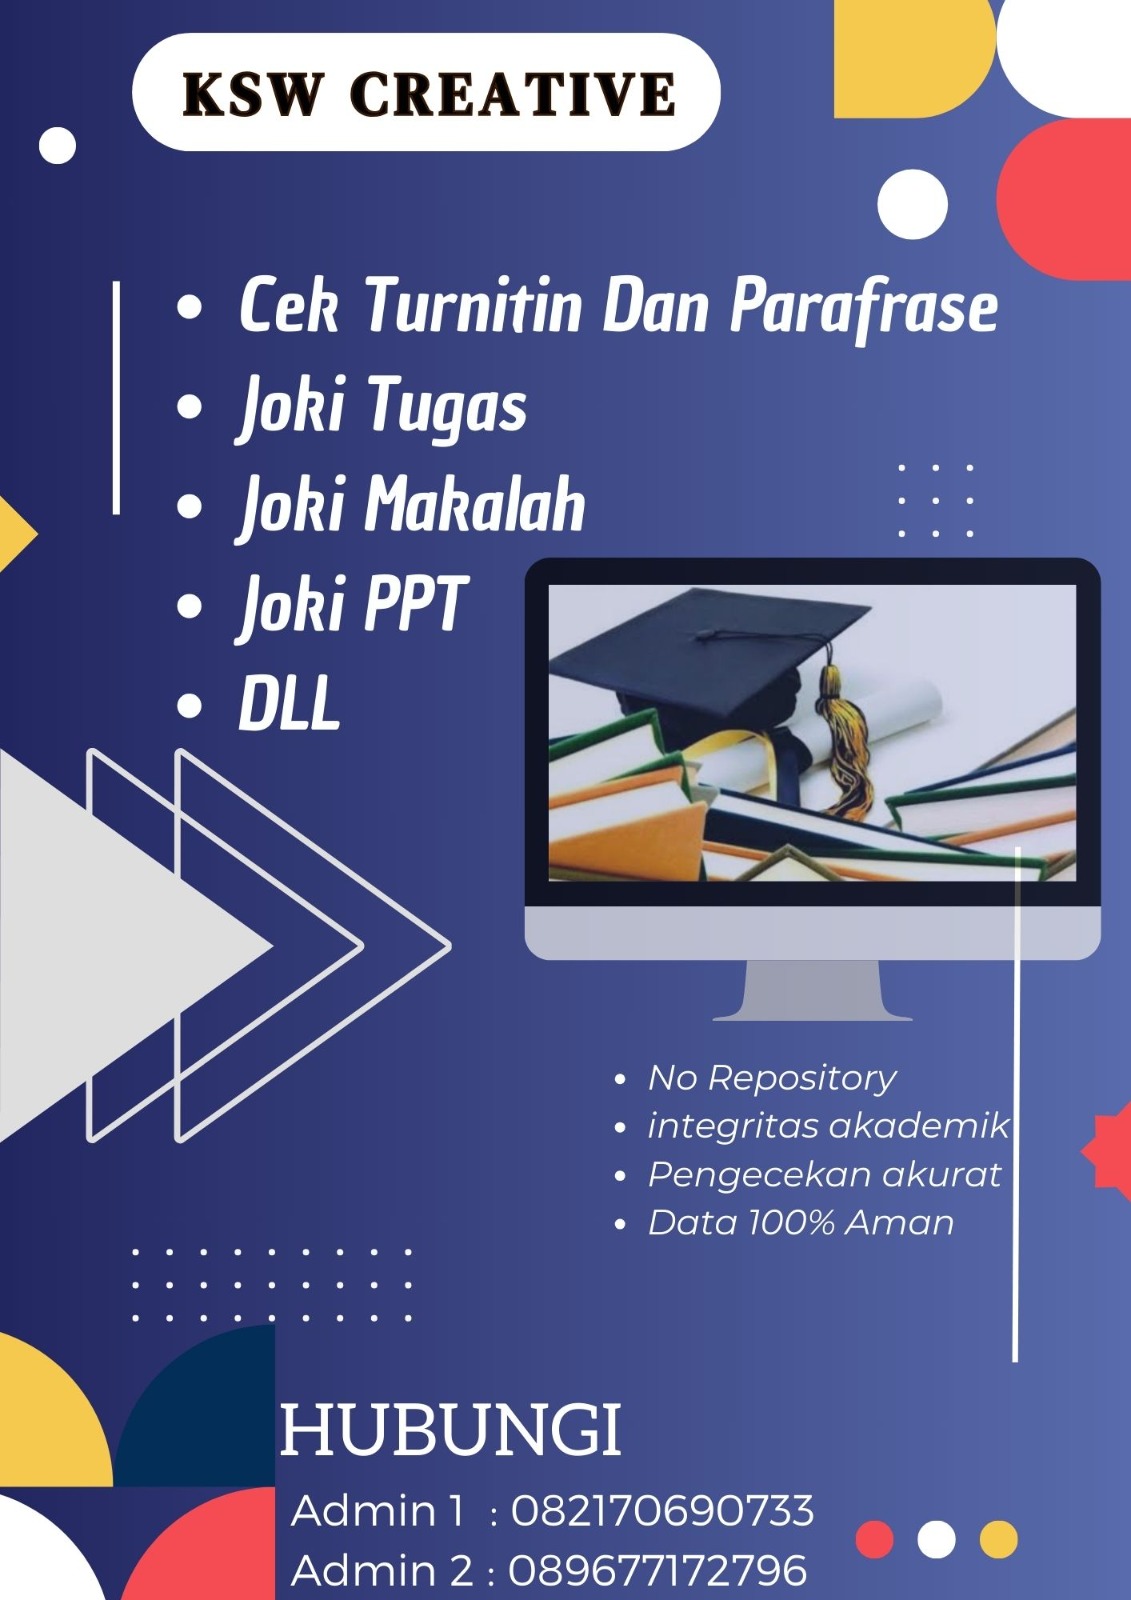 KSW CREATIVE
Cek Turnitin Dan Parafrase
Joki Tugas
Joki Makalah
Joki PPT
DLL
No Repository
integritas akademik
Pengecekan akurat
Data 100% Aman
HUBUNGI
Admin 1 : 082170690733
Admin 2 : 089677172796